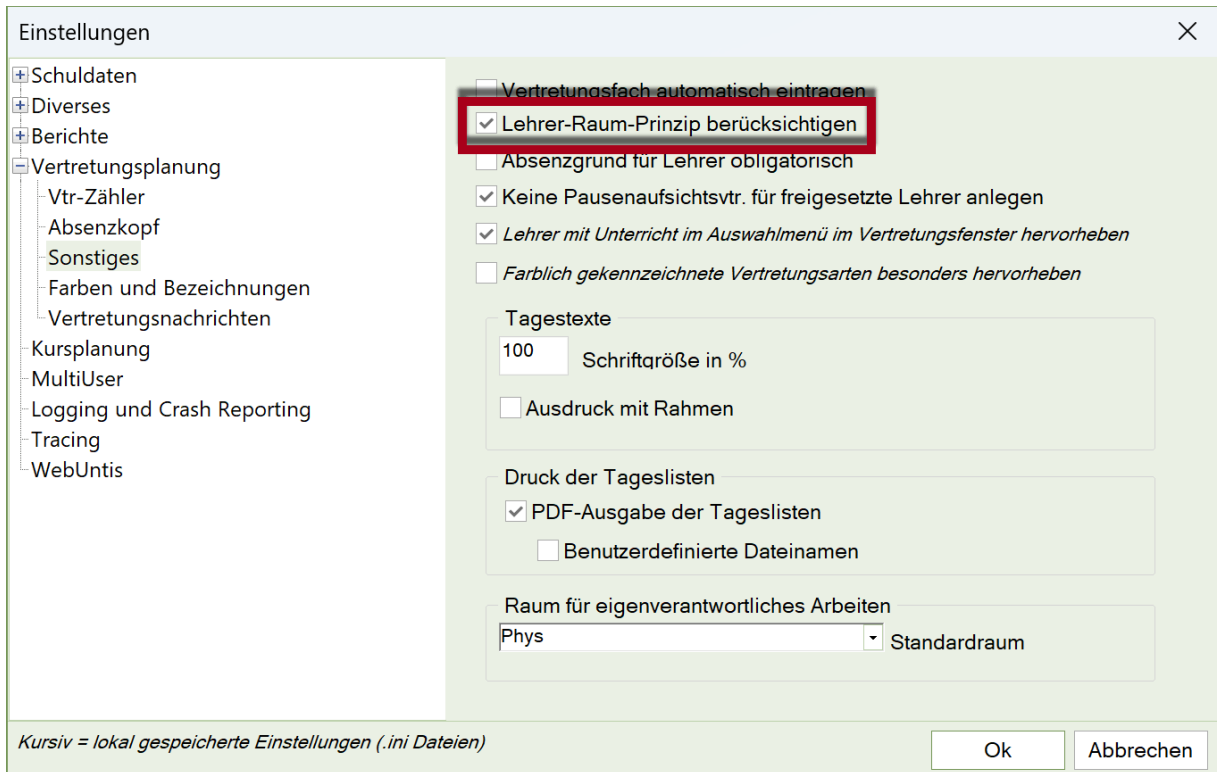 Einstellungen
Schuldaten
Diverses
Berichte
Vertretungsplanung
Vtr-Zähler
Absenzkopf
Sonstiges
Farben und Bezeichnungen
Vertretungsnachrichten
Kursplanung
MultiUser
Logging und Crash Reporting
Tracing
WebUntis
Vertretungsfach automatisch eintragen
Lehrer-Raum-Prinzip berücksichtigen
Absenzgrund für Lehrer obligatorisch
Keine Pausenaufsichtsvtr. für freigesetzte Lehrer anlegen
Lehrer mit Unterricht im Auswahlmenü im Vertretungsfenster hervorheben
Farblich gekennzeichnete Vertretungsarten besonders hervorheben
Tagestexte
100 Schriftgröße in %
Ausdruck mit Rahmen
Druck der Tageslisten
PDF-Ausgabe der Tageslisten
Benutzerdefinierte Dateinamen
Raum für eigenverantwortliches Arbeiten
Phys Standardraum
Kursiv = lokal gespeicherte Einstellungen (.ini Dateien)
Ok Abbrechen